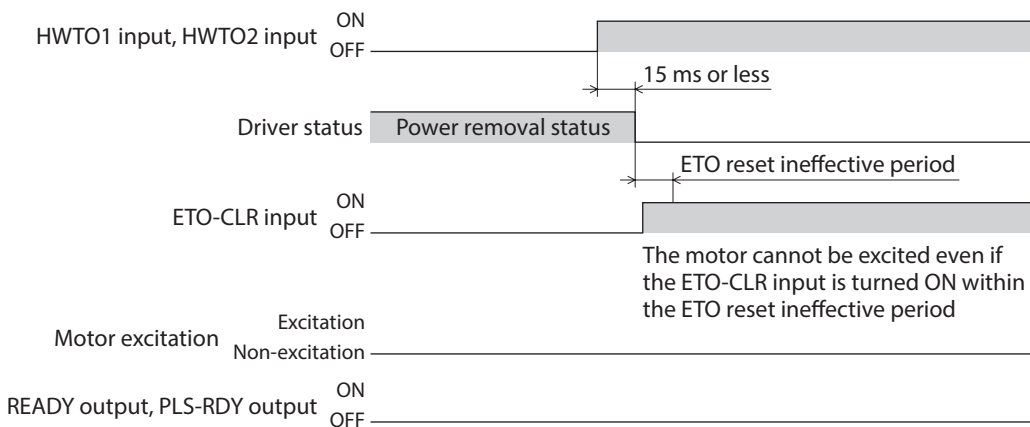 HWTO1 input, HWTO2 input
ON
OFF
15 ms or less
Driver status
Power removal status
ETO reset ineffective period
ETO-CLR input
ON
OFF
The motor cannot be excited even if
the ETO-CLR input is turned ON within
the ETO reset ineffective period
Motor excitation
Excitation
Non-excitation
READY output, PLS-RDY output
ON
OFF